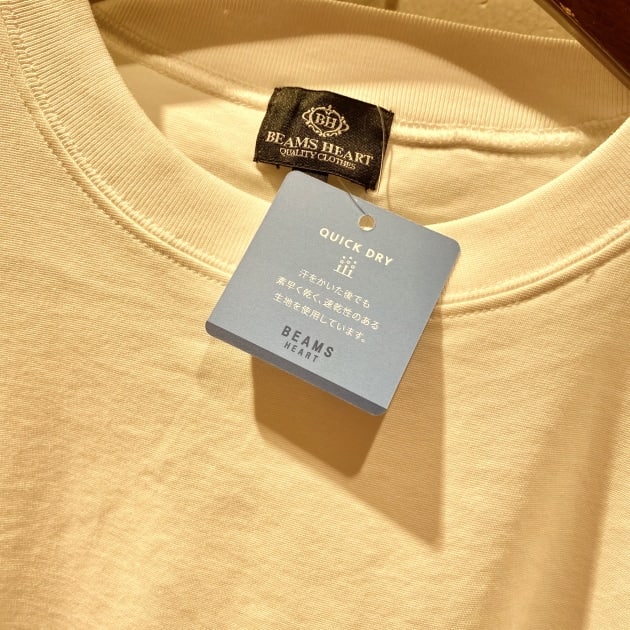 BH
BEAMS HEART
QUALITY CLOTHES
QUICK DRY
汗をかいた後でも
素早く乾く、速乾性のある
生地を使用しています。
BEAMS
HEART